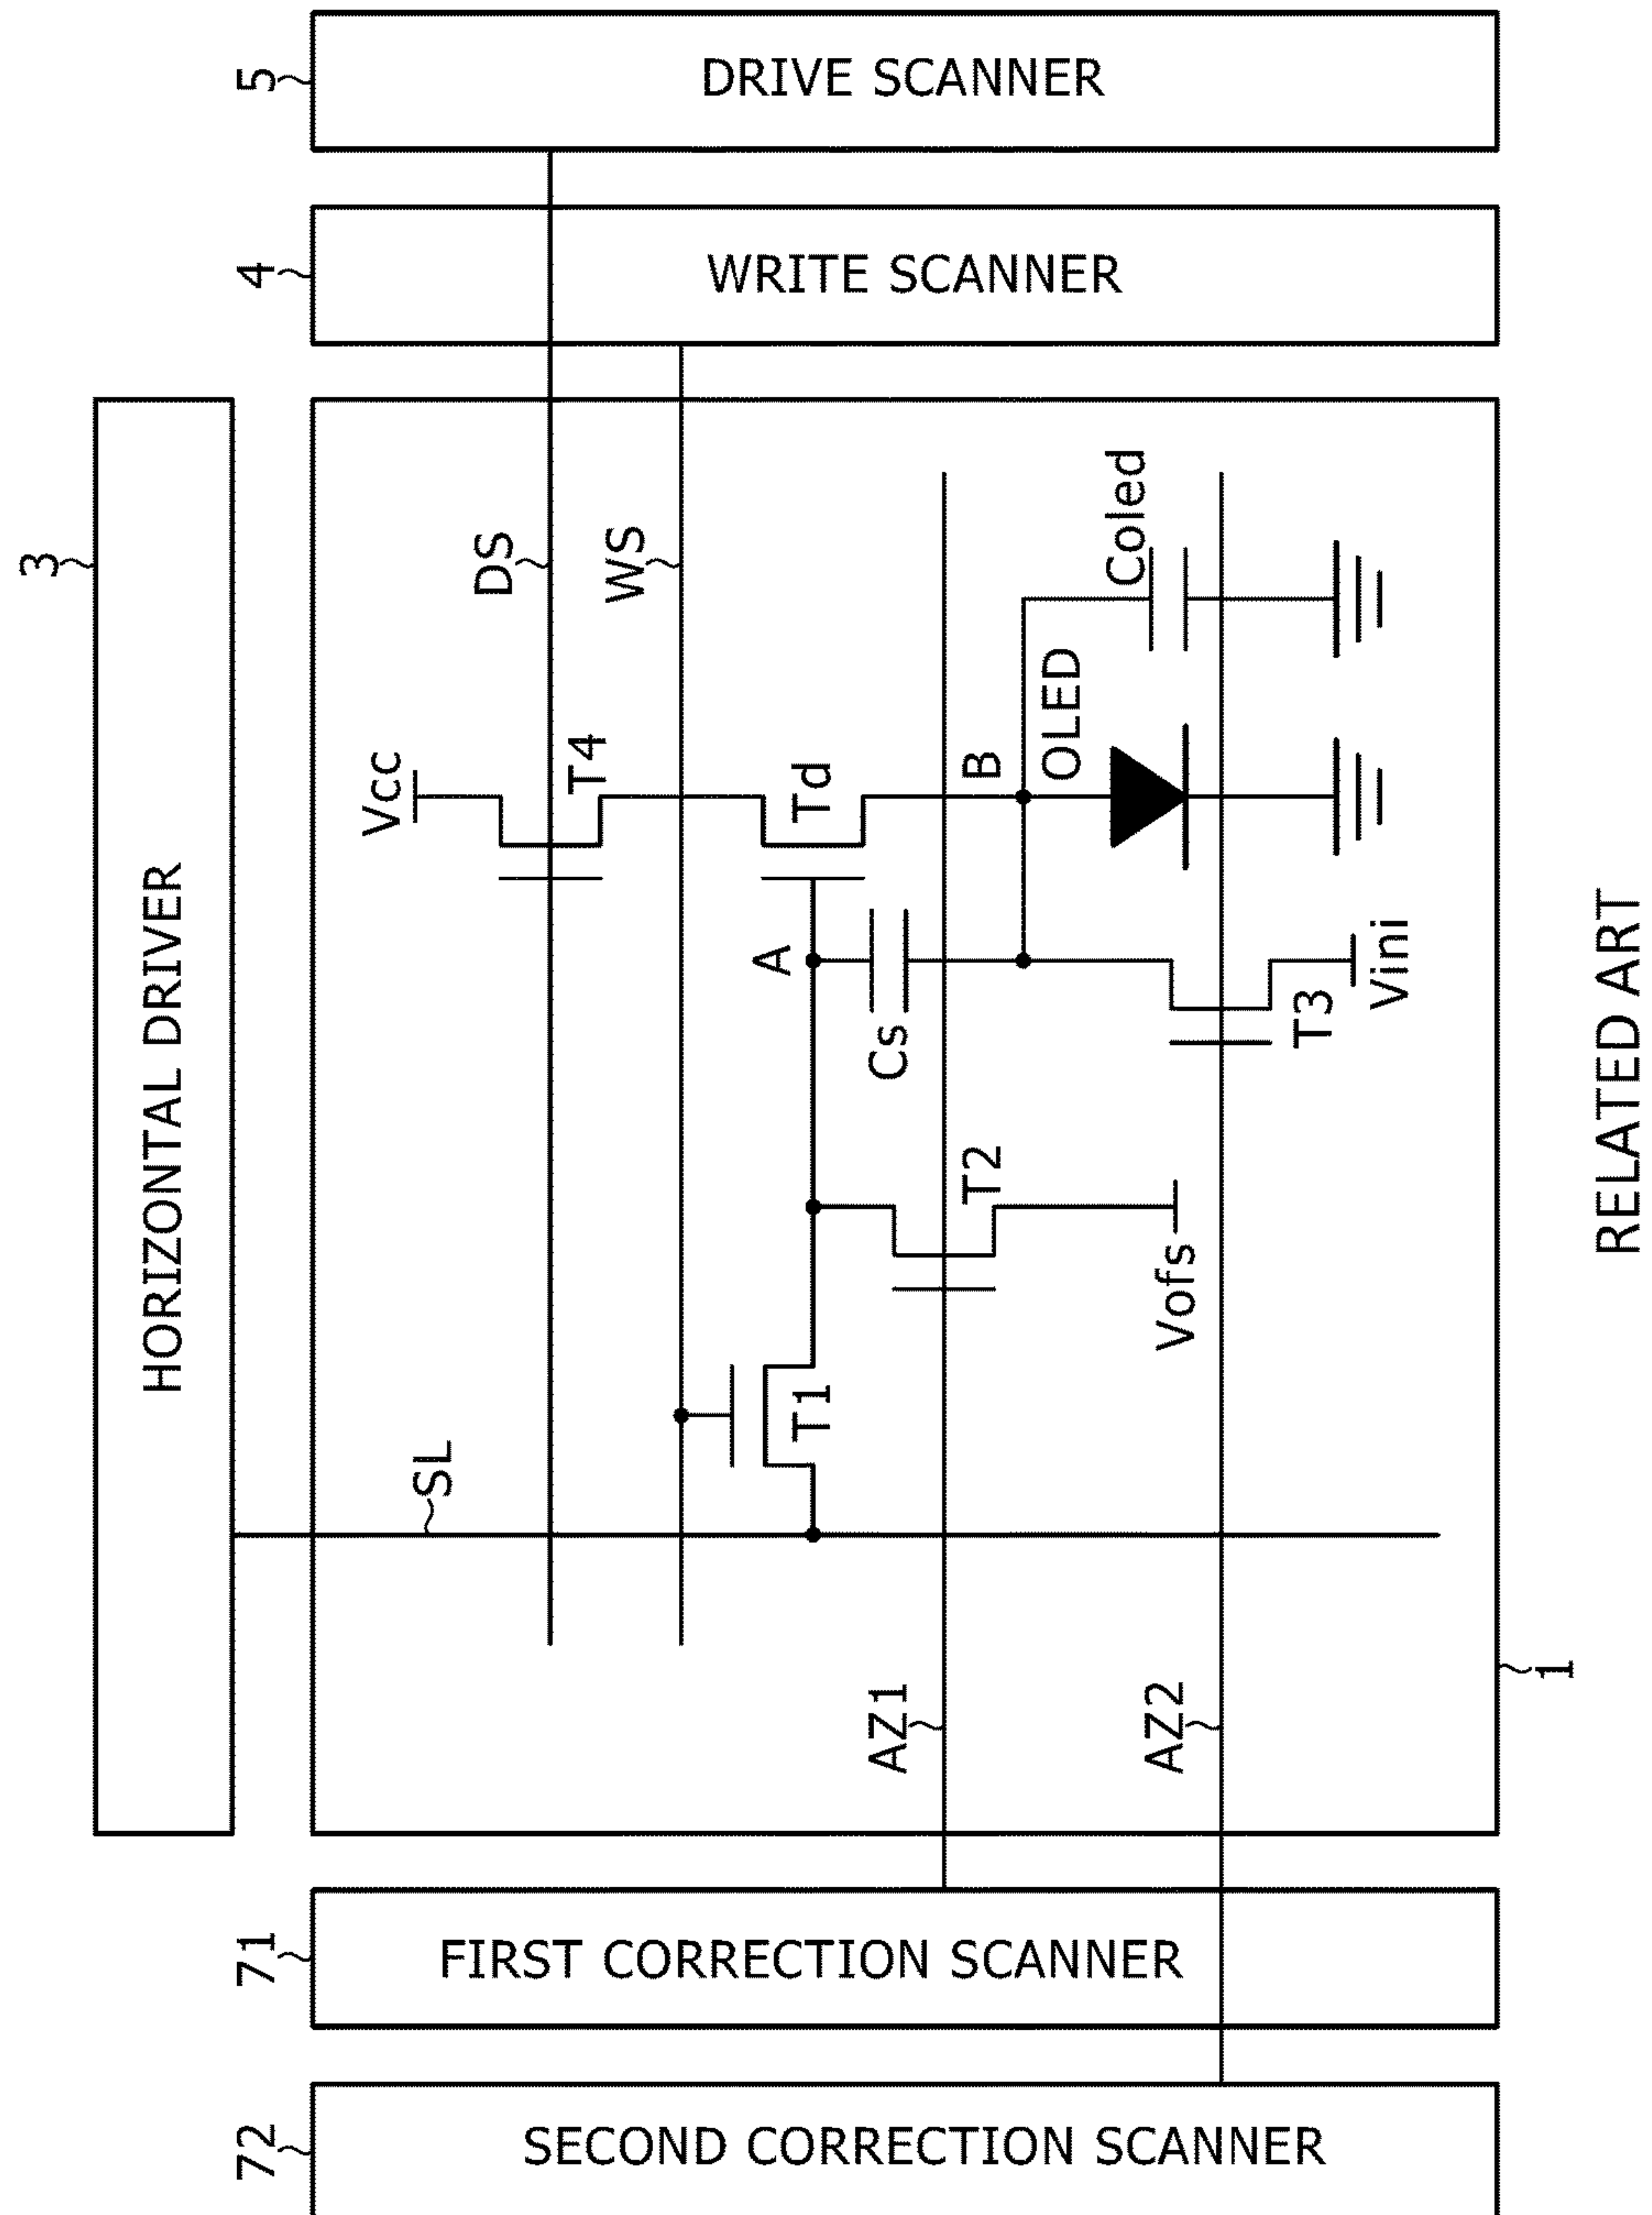 DRIVE SCANNER
5
WRITE SCANNER
4
3
HORIZONTAL DRIVER
DS
WS
SL
Vcc
T4
Td
A
B
OLED
Coled
Cs
T1
T2
T3
Vofs
Vini
AZ1
AZ2
1
71
FIRST CORRECTION SCANNER
72
SECOND CORRECTION SCANNER
RELATED ART